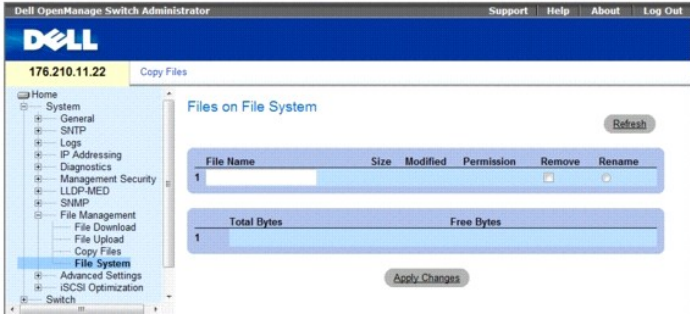 Dell OpenManage Switch Administrator
Support Help About Log Out
DELL
176.210.11.22
Copy Files
Home
System
General
SNTP
Logs
IP Addressing
Diagnostics
Management Security
LLDP-MED
SNMP
File Management
File Download
File Upload
Copy Files
File System
Advanced Settings
iSCSI Optimization
Switch
Files on File System
Refresh
File Name Size Modified Permission Remove Rename
1
Total Bytes Free Bytes
1
Apply Changes